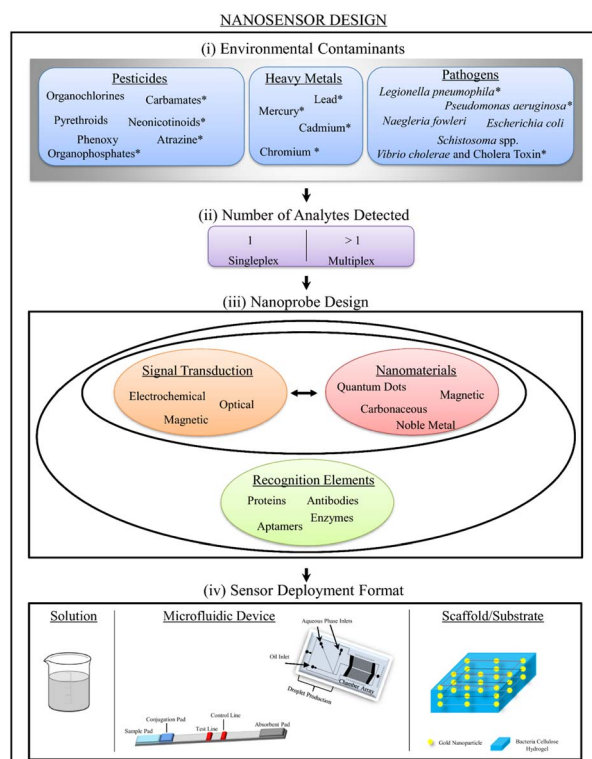 NANOSENSOR DESIGN
(i) Environmental Contaminants
Pesticides
Organochlorines
Carbamates*
Pyrethroids
Neonicotinoids*
Phenoxy
Atrazine*
Organophosphates*
Heavy Metals
Lead*
Mercury*
Cadmium*
Chromium *
Pathogens
Legionella pneumophila*
Pseudomonas aeruginosa*
Naegleria fowleri
Escherichia coli
Schistosoma spp.
Vibrio cholerae and Cholera Toxin*
(ii) Number of Analytes Detected
1
> 1
Singleplex
Multiplex
(iii) Nanoprobe Design
Signal Transduction
Electrochemical
Optical
Magnetic
Nanomaterials
Quantum Dots
Magnetic
Carbonaceous
Noble Metal
Recognition Elements
Proteins
Antibodies
Enzymes
Aptamers
(iv) Sensor Deployment Format
Solution
Microfluidic Device
Aqueous Phase Inlets
Oil Inlet
Chamber Array
Droplet Production
Control Line
Conjugation Pad
Test Line
Absorbent Pad
Sample Pad
Scaffold/Substrate
Gold Nanoparticle
Bacteria Cellulose
Hydrogel